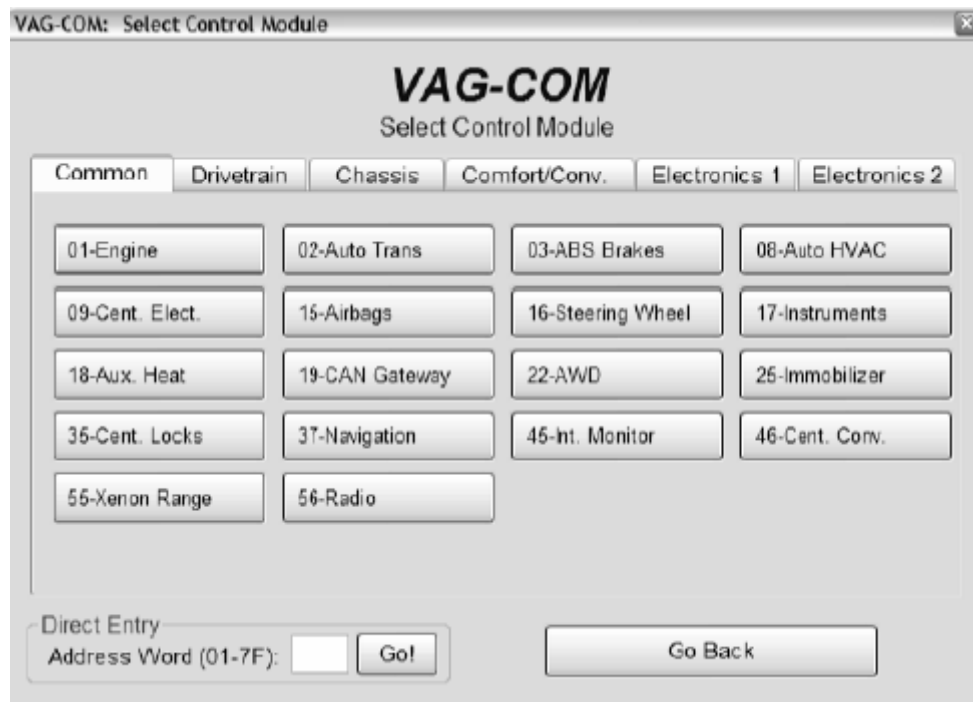 VAG-COM: Select Control Module
VAG-COM
Select Control Module
Common Drivetrain Chassis Comfort/Conv. Electronics 1 Electronics 2
01-Engine 02-Auto Trans 03-ABS Brakes 08-Auto HVAC
09-Cent. Elect. 15-Airbags 16-Steering Wheel 17-Instruments
18-Aux. Heat 19-CAN Gateway 22-AWD 25-Immobilizer
35-Cent. Locks 37-Navigation 45-Int. Monitor 46-Cent. Conv.
55-Xenon Range 56-Radio
Direct Entry
Address Word (01-7F): Go! Go Back